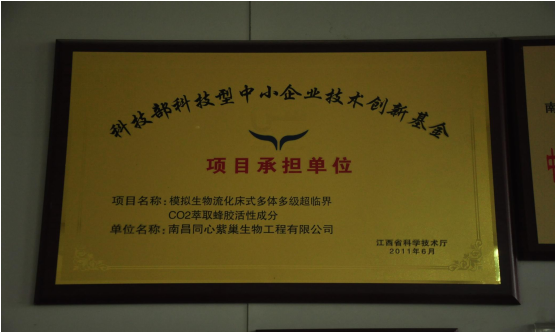 科技部科技型中小企业技术创新基金
项目承担单位
项目名称：模拟生物流化床式多体多级超临界
CO2萃取蜂胶活性成分
单位名称：南昌同心紫巢生物工程有限公司
江西省科学技术厅
2011年6月
南